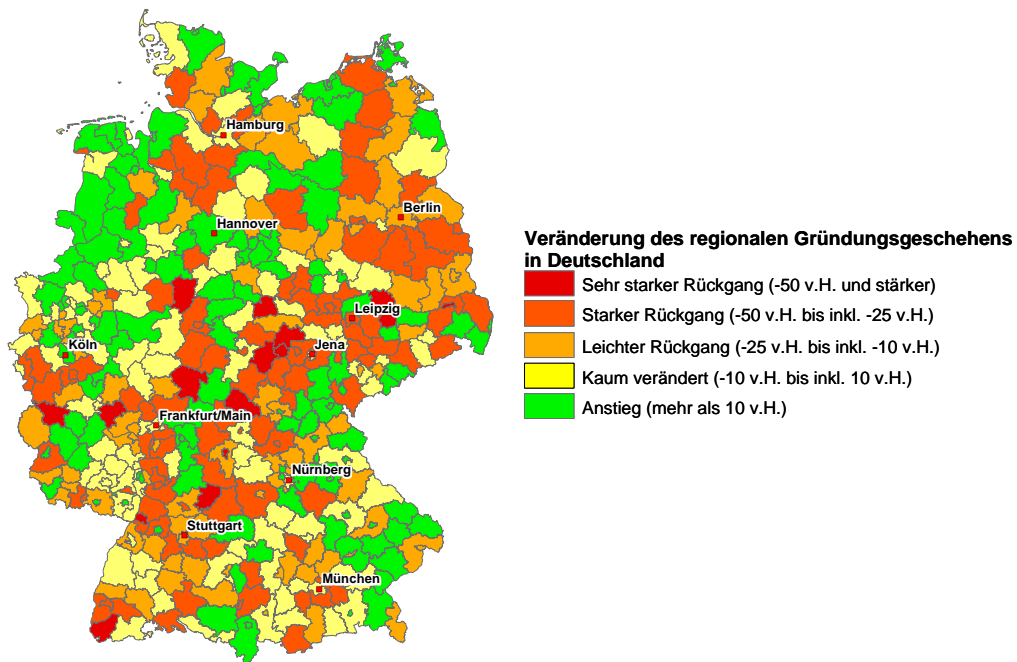 Hamburg
Berlin
Hannover
Leipzig
Köln
Jena
Frankfurt/Main
Nürnberg
Stuttgart
München
Veränderung des regionalen Gründungsgeschehens
in Deutschland
Sehr starker Rückgang (-50 v.H. und stärker)
Starker Rückgang (-50 v.H. bis inkl. -25 v.H.)
Leichter Rückgang (-25 v.H. bis inkl. -10 v.H.)
Kaum verändert (-10 v.H. bis inkl. 10 v.H.)
Anstieg (mehr als 10 v.H.)